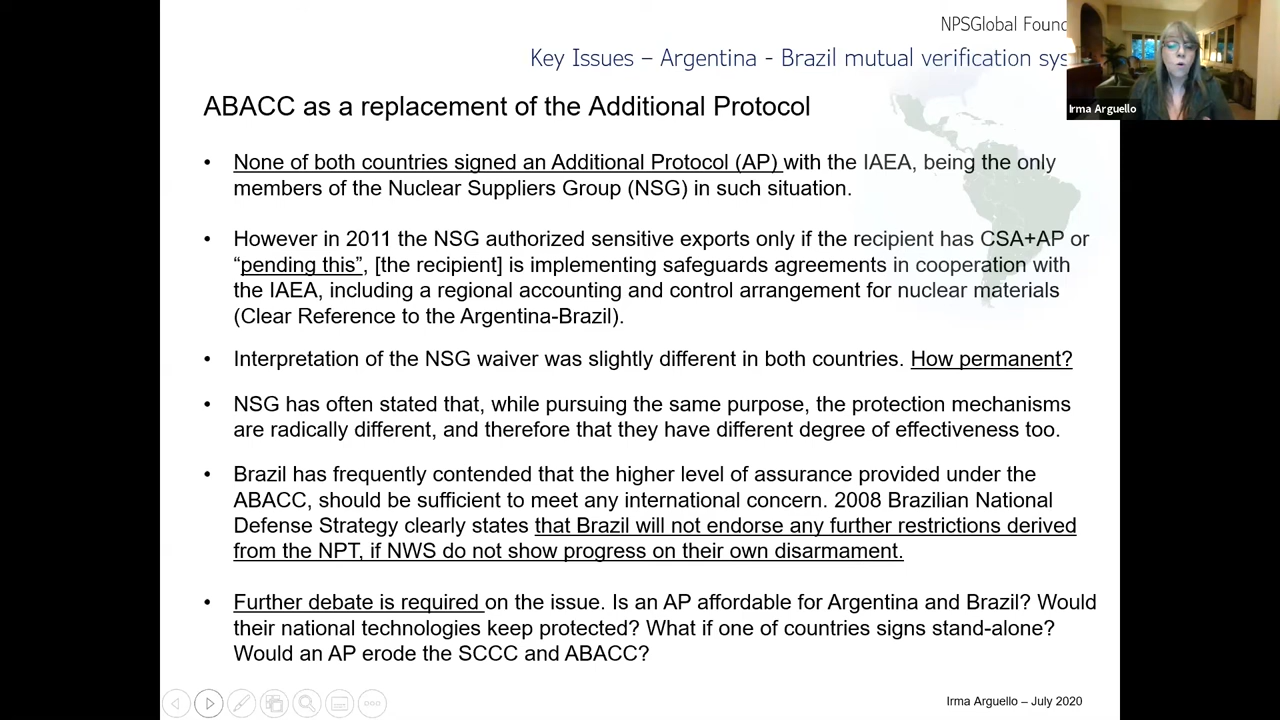 NPSGlobal Found
Key Issues – Argentina - Brazil mutual verification sys
Irma Arguello
ABACC as a replacement of the Additional Protocol
• None of both countries signed an Additional Protocol (AP) with the IAEA, being the only
members of the Nuclear Suppliers Group (NSG) in such situation.
• However in 2011 the NSG authorized sensitive exports only if the recipient has CSA+AP or
“pending this”, [the recipient] is implementing safeguards agreements in cooperation with
the IAEA, including a regional accounting and control arrangement for nuclear materials
(Clear Reference to the Argentina-Brazil).
• Interpretation of the NSG waiver was slightly different in both countries. How permanent?
• NSG has often stated that, while pursuing the same purpose, the protection mechanisms
are radically different, and therefore that they have different degree of effectiveness too.
• Brazil has frequently contended that the higher level of assurance provided under the
ABACC, should be sufficient to meet any international concern. 2008 Brazilian National
Defense Strategy clearly states that Brazil will not endorse any further restrictions derived
from the NPT, if NWS do not show progress on their own disarmament.
• Further debate is required on the issue. Is an AP affordable for Argentina and Brazil? Would
their national technologies keep protected? What if one of countries signs stand-alone?
Would an AP erode the SCCC and ABACC?
Irma Arguello – July 2020